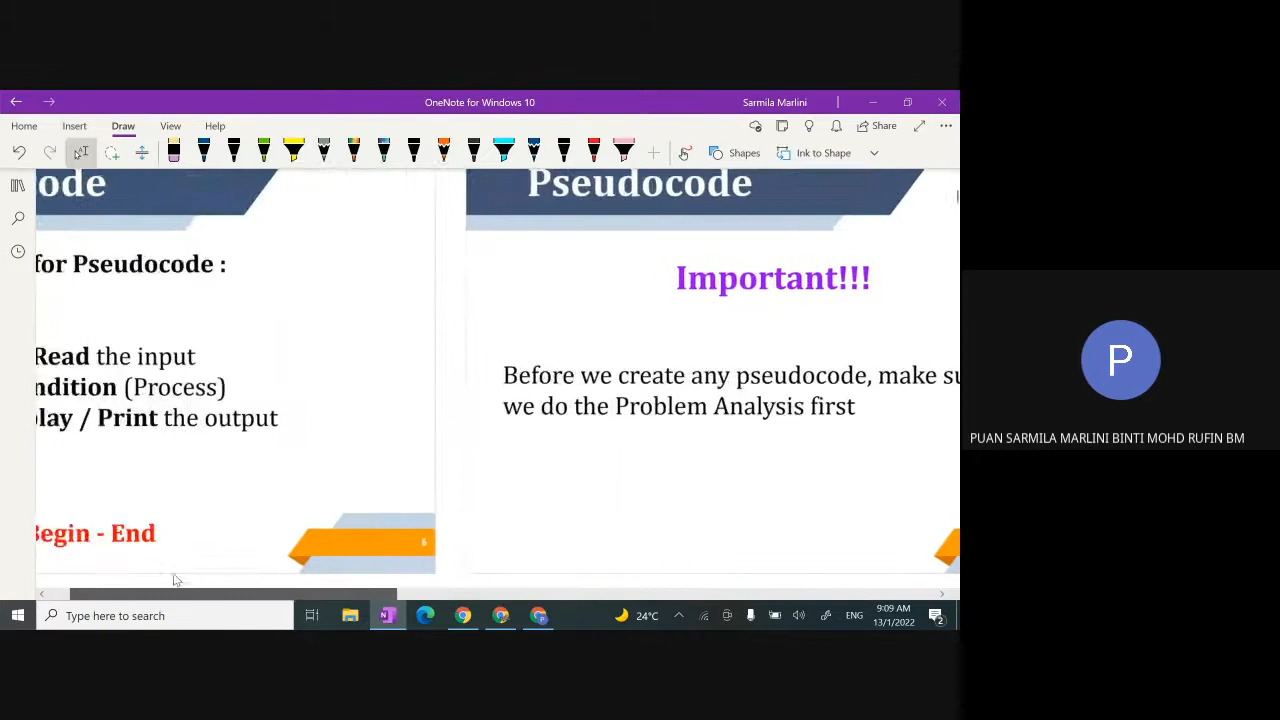 OneNote for Windows 10
Sarmila Marlini
Home Insert Draw View Help
Share
Shapes
Ink to Shape
ode
for Pseudocode :
Read the input
ndition (Process)
lay / Print the output
Begin - End
6
Pseudocode
Important!!!
Before we create any pseudocode, make su
we do the Problem Analysis first
P
PUAN SARMILA MARLINI BINTI MOHD RUFIN BM
Type here to search
24°C
ENG
9:09 AM
13/1/2022
2